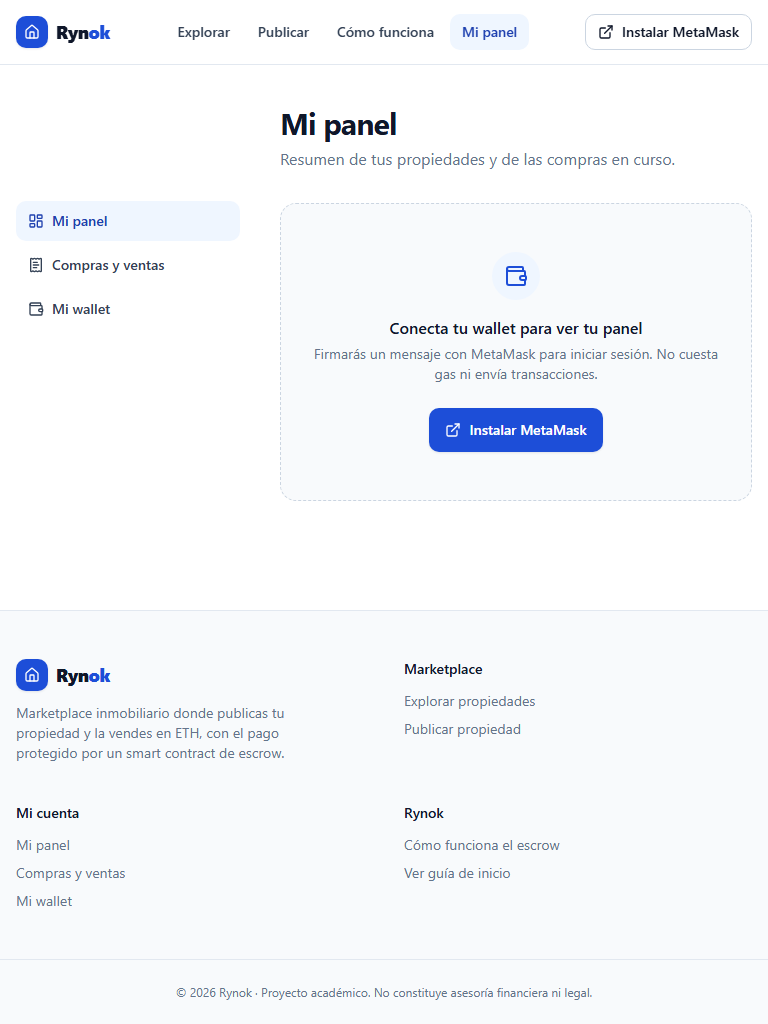 Rynok
Explorar
Publicar
Cómo funciona
Mi panel
Instalar MetaMask
Mi panel
Resumen de tus propiedades y de las compras en curso.
Mi panel
Compras y ventas
Mi wallet
Conecta tu wallet para ver tu panel
Firmarás un mensaje con MetaMask para iniciar sesión. No cuesta
gas ni envía transacciones.
Instalar MetaMask
Rynok
Marketplace inmobiliario donde publicas tu
propiedad y la vendes en ETH, con el pago
protegido por un smart contract de escrow.
Marketplace
Explorar propiedades
Publicar propiedad
Mi cuenta
Mi panel
Compras y ventas
Mi wallet
Rynok
Cómo funciona el escrow
Ver guía de inicio
© 2026 Rynok · Proyecto académico. No constituye asesoría financiera ni legal.